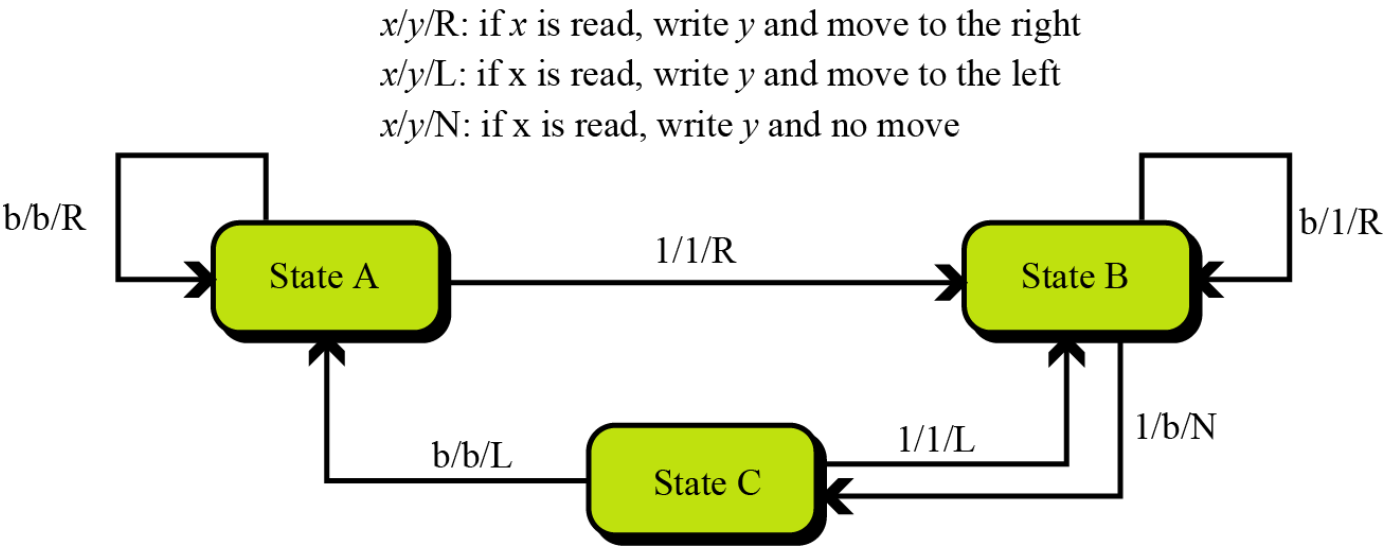 x/y/R: if x is read, write y and move to the right
x/y/L: if x is read, write y and move to the left
x/y/N: if x is read, write y and no move
b/b/R
b/1/R
1/1/R
State A
State B
1/b/N
1/1/L
b/b/L
State C